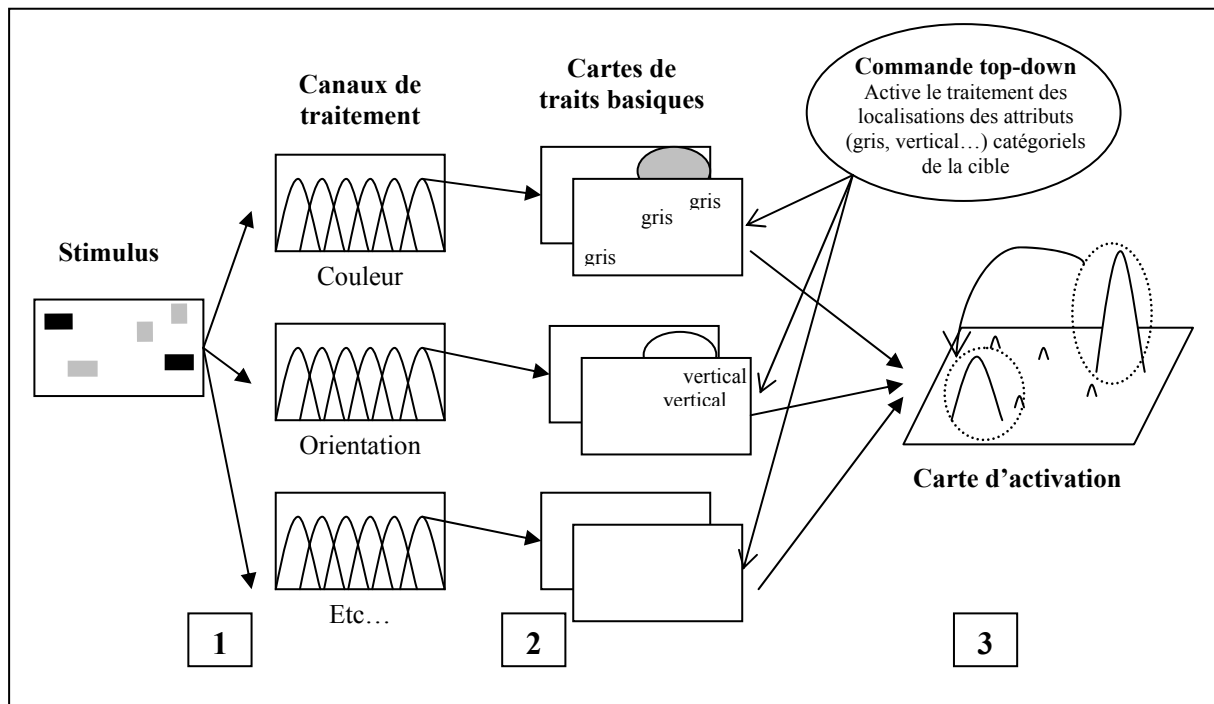 Commande top-down
Active le traitement des
localisations des attributs
(gris, vertical…) catégoriels
de la cible
Cartes de
traits basiques
Canaux de
traitement
Stimulus
Couleur
gris
gris
gris
Orientation
vertical
vertical
Carte d’activation
Etc…
1
2
3